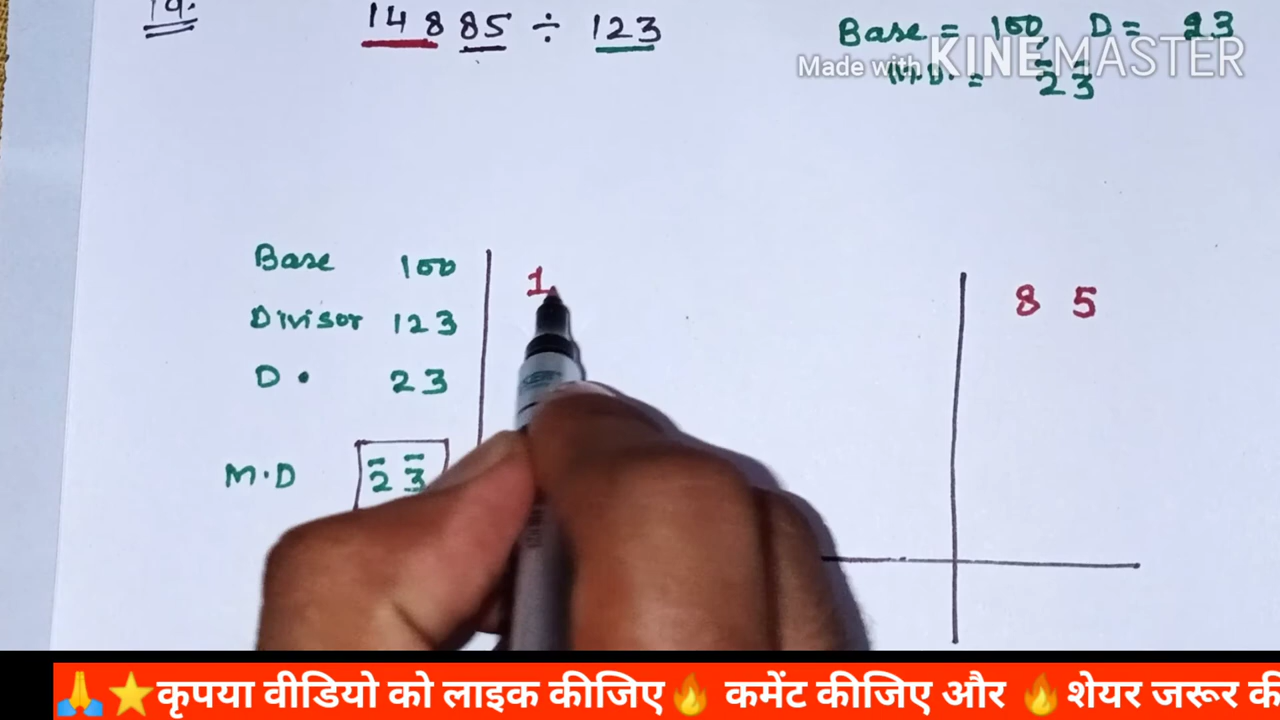 19.
14885 ÷ 123
Base = 100, D = 23
Made with KINEMASTER
M.D. = 2̄ 3̄
Base 100
Divisor 123
D. 23
M.D 2̄ 3̄
1
8 5
🙏⭐कृपया वीडियो को लाइक कीजिए🔥 कमेंट कीजिए और 🔥शेयर जरूर की